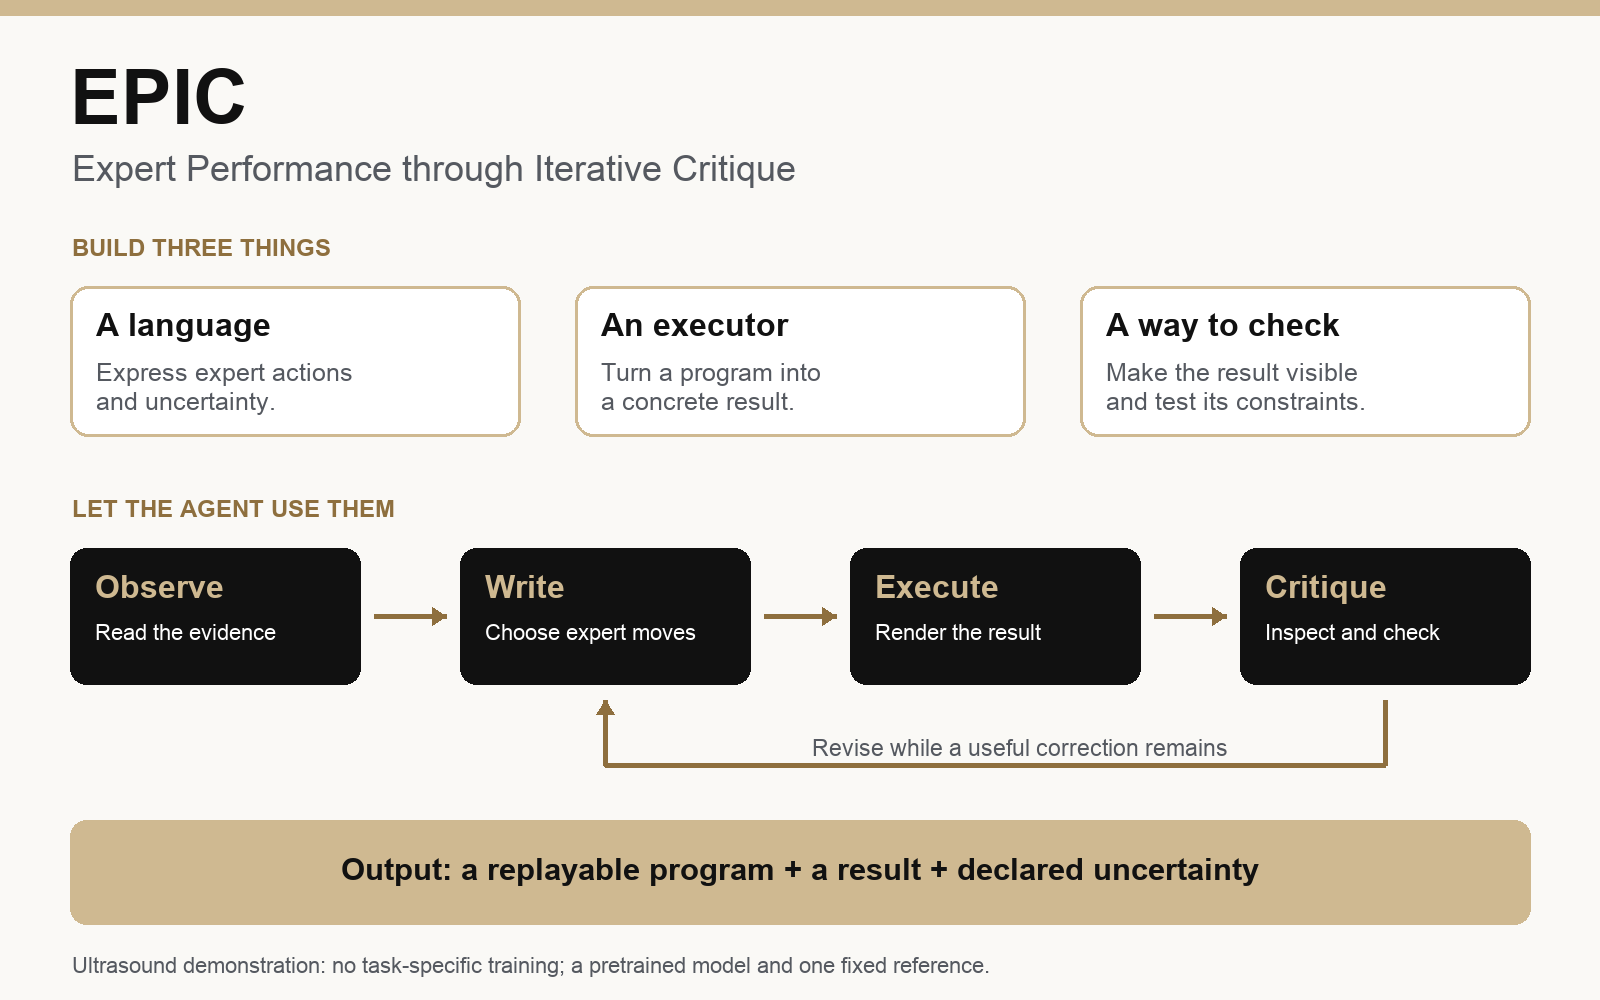 EPIC
Expert Performance through Iterative Critique
BUILD THREE THINGS
A language
Express expert actions
and uncertainty.
An executor
Turn a program into
a concrete result.
A way to check
Make the result visible
and test its constraints.
LET THE AGENT USE THEM
Observe
Read the evidence
Write
Choose expert moves
Execute
Render the result
Critique
Inspect and check
Revise while a useful correction remains
Output: a replayable program + a result + declared uncertainty
Ultrasound demonstration: no task-specific training; a pretrained model and one fixed reference.